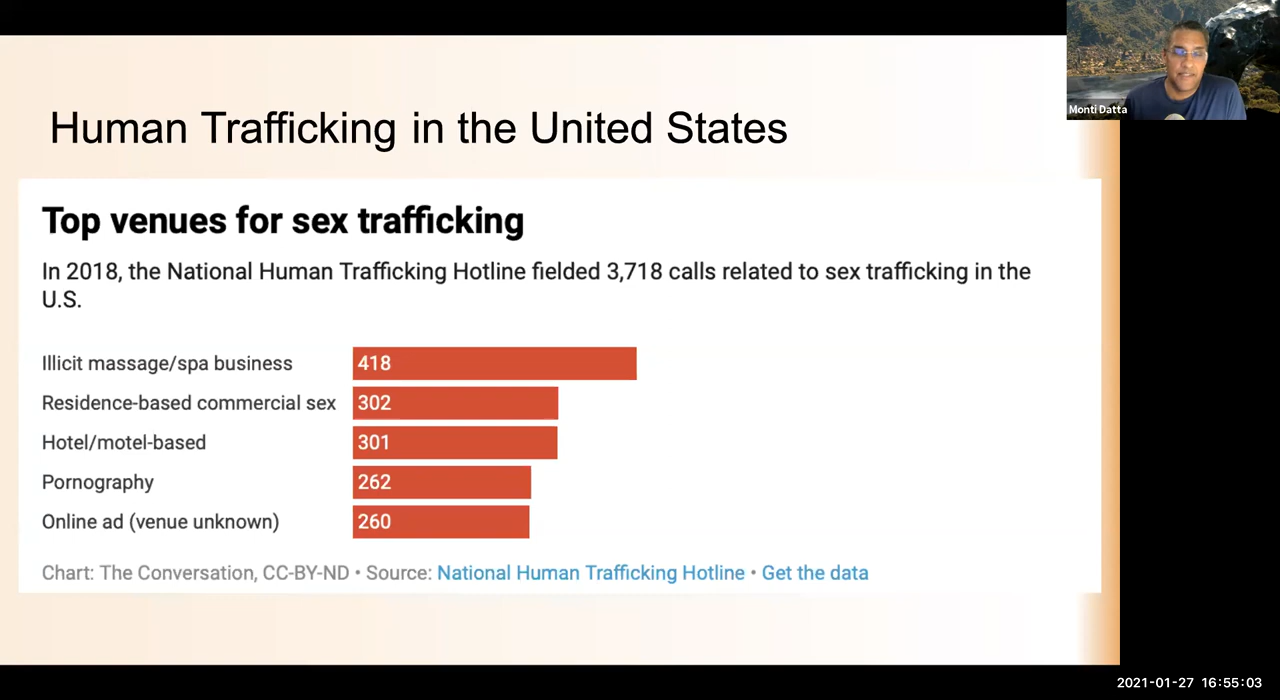 Monti Datta
Human Trafficking in the United States
Top venues for sex trafficking
In 2018, the National Human Trafficking Hotline fielded 3,718 calls related to sex trafficking in the
U.S.
Illicit massage/spa business 418
Residence-based commercial sex 302
Hotel/motel-based 301
Pornography 262
Online ad (venue unknown) 260
Chart: The Conversation, CC-BY-ND • Source: National Human Trafficking Hotline • Get the data
2021-01-27 16:55:03